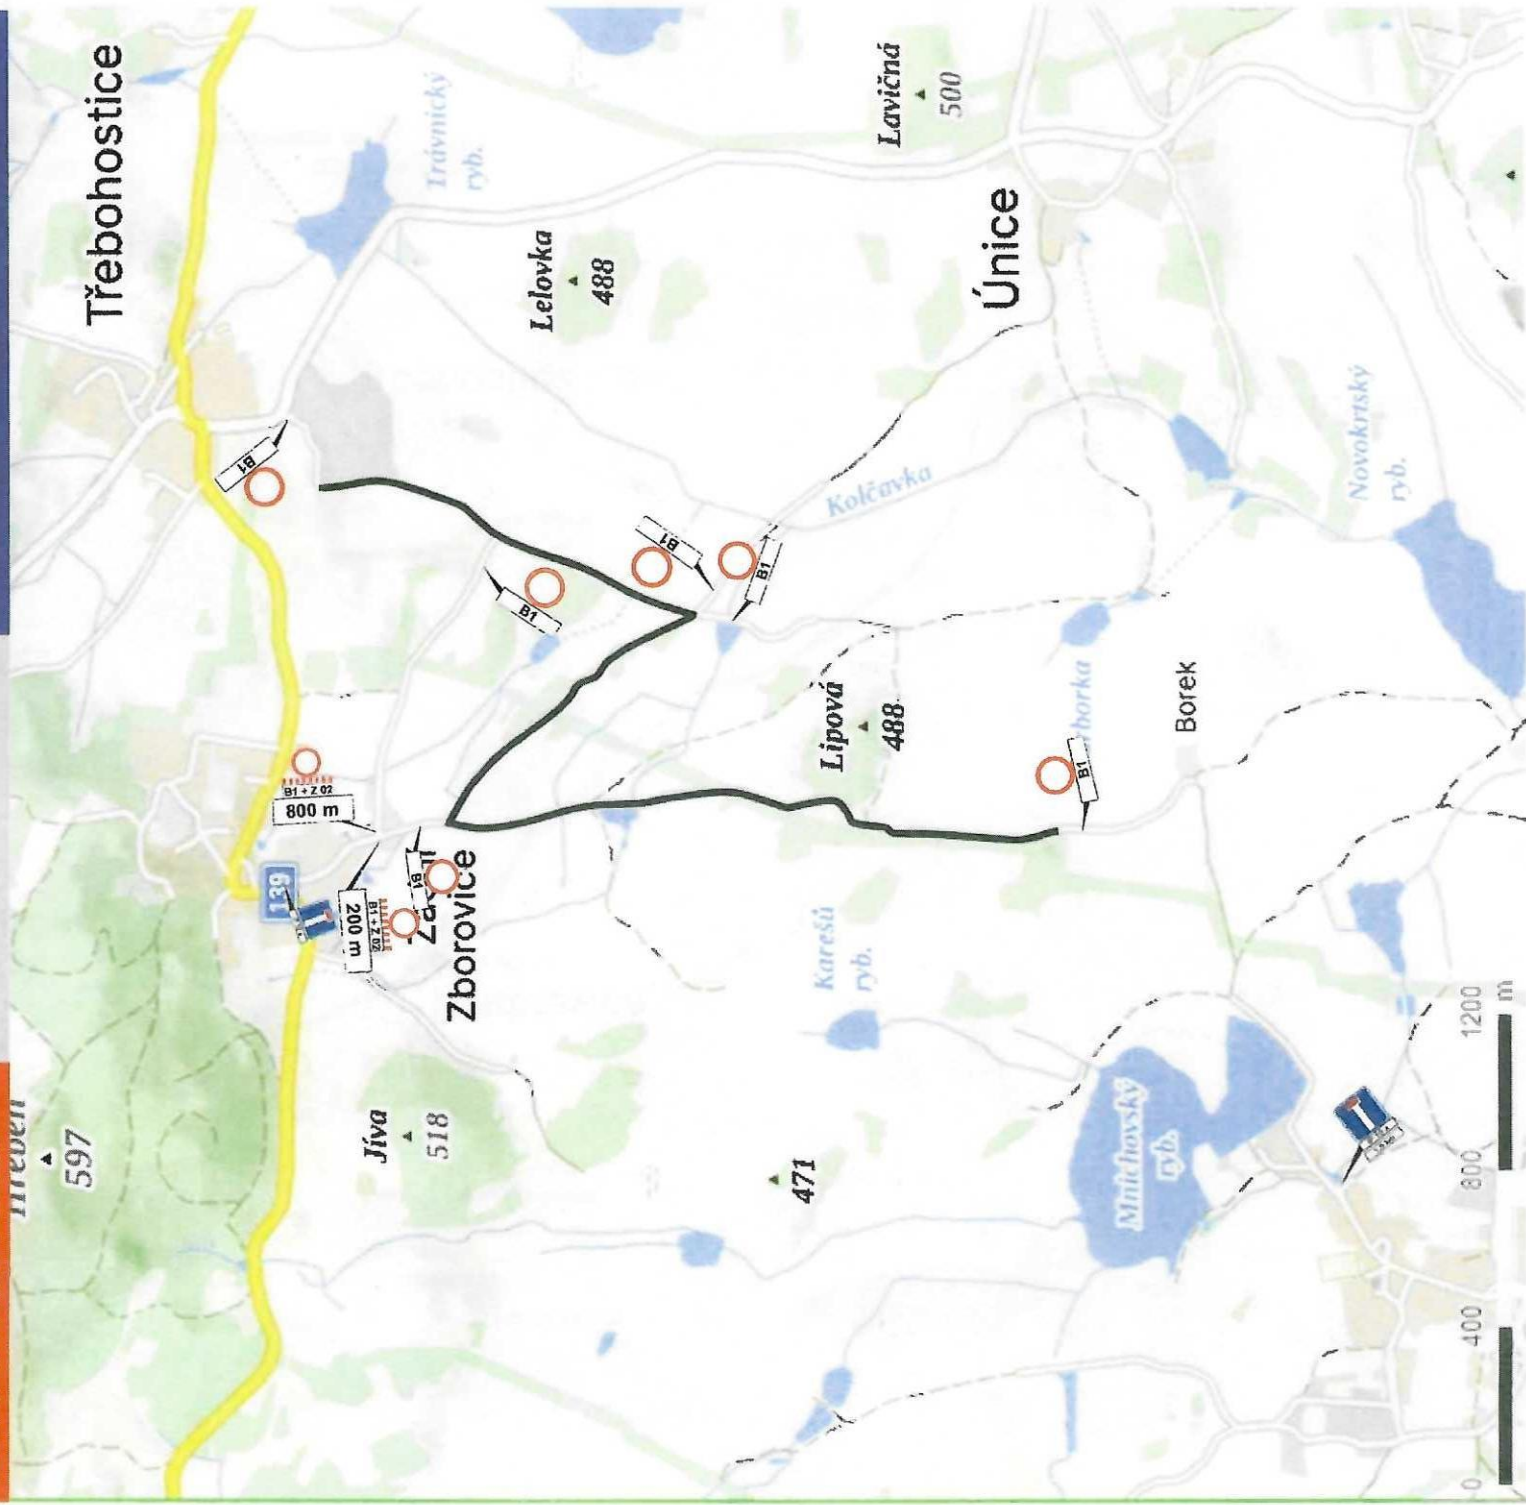 Třebohostice
Trávnický
ryb.
Lelovka
488
Lavičná
500
Únice
B1
B1
B1
B1
Kolčavka
Novokrtský
ryb.
B1 + Z 02
800 m
139
200 m
B1 + Z 02
B1
Zborovice
Lipová
488
Borek
B1
597
Jíva
518
471
Karešů
ryb.
Mnichovský
ryb.
0 400 800 1200 m